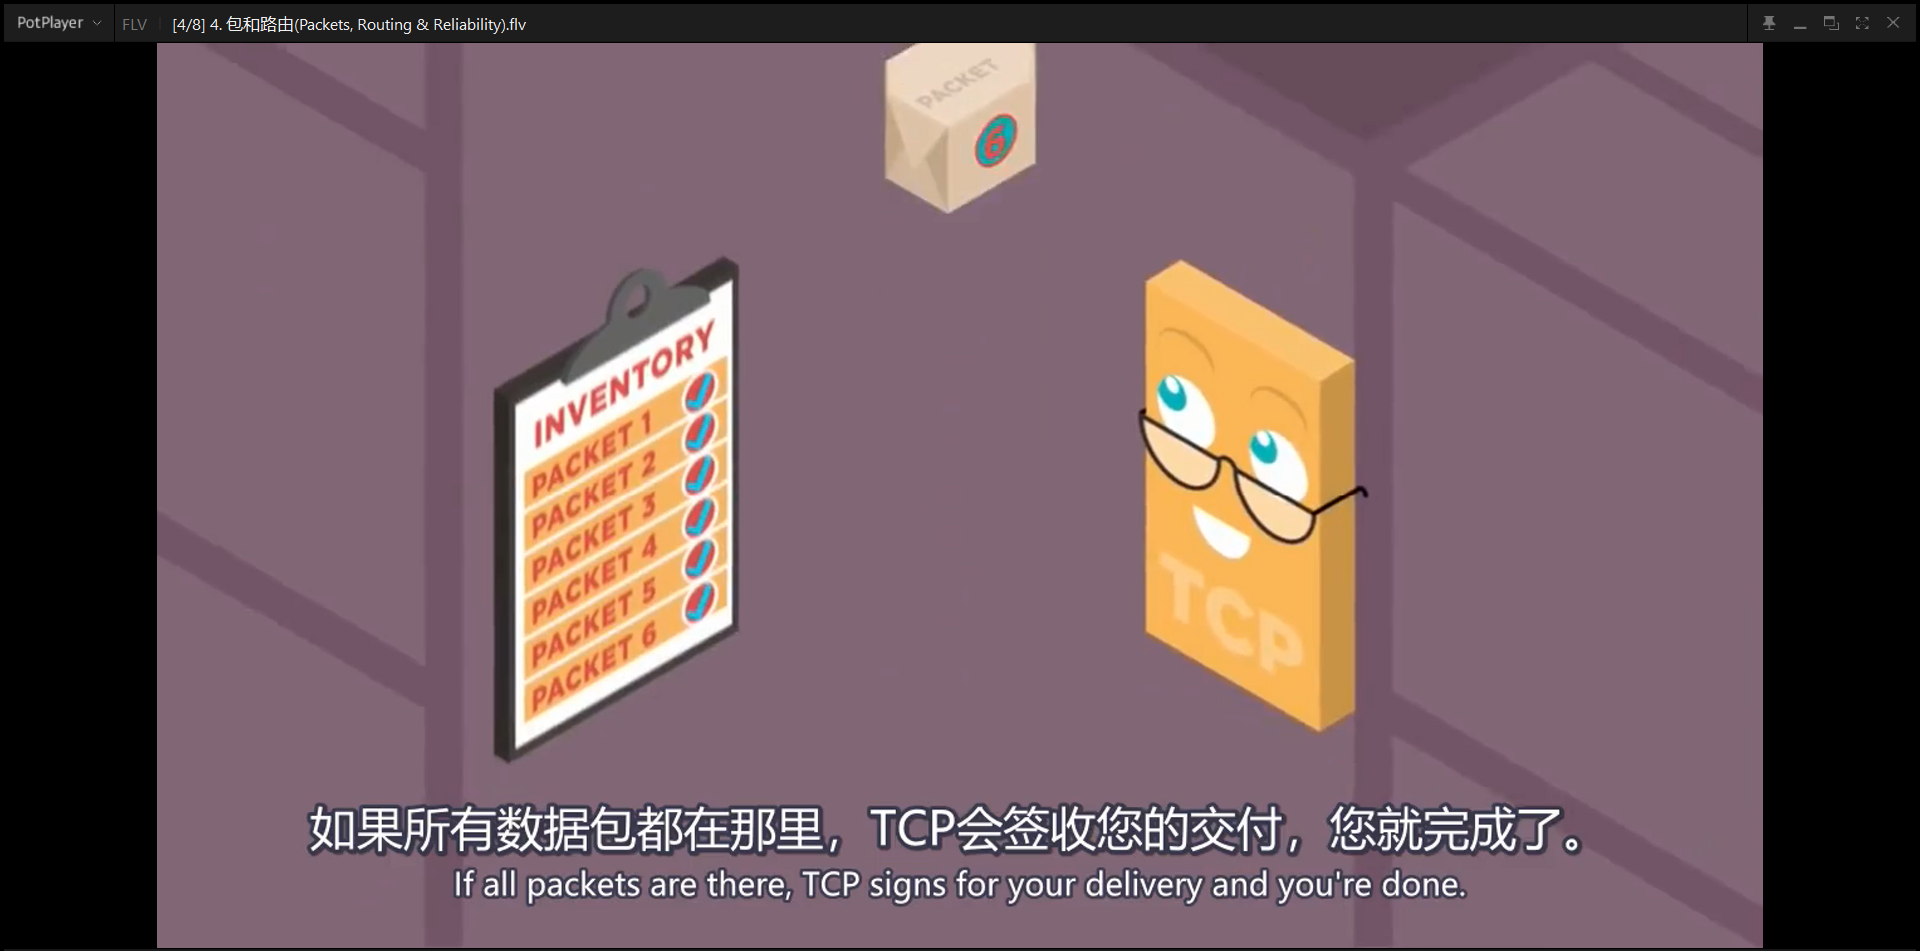 PotPlayer
FLV
[4/8] 4. 包和路由(Packets, Routing & Reliability).flv
PACKET
6
INVENTORY
PACKET 1
PACKET 2
PACKET 3
PACKET 4
PACKET 5
PACKET 6
TCP
如果所有数据包都在那里，TCP会签收您的交付，您就完成了。
If all packets are there, TCP signs for your delivery and you're done.